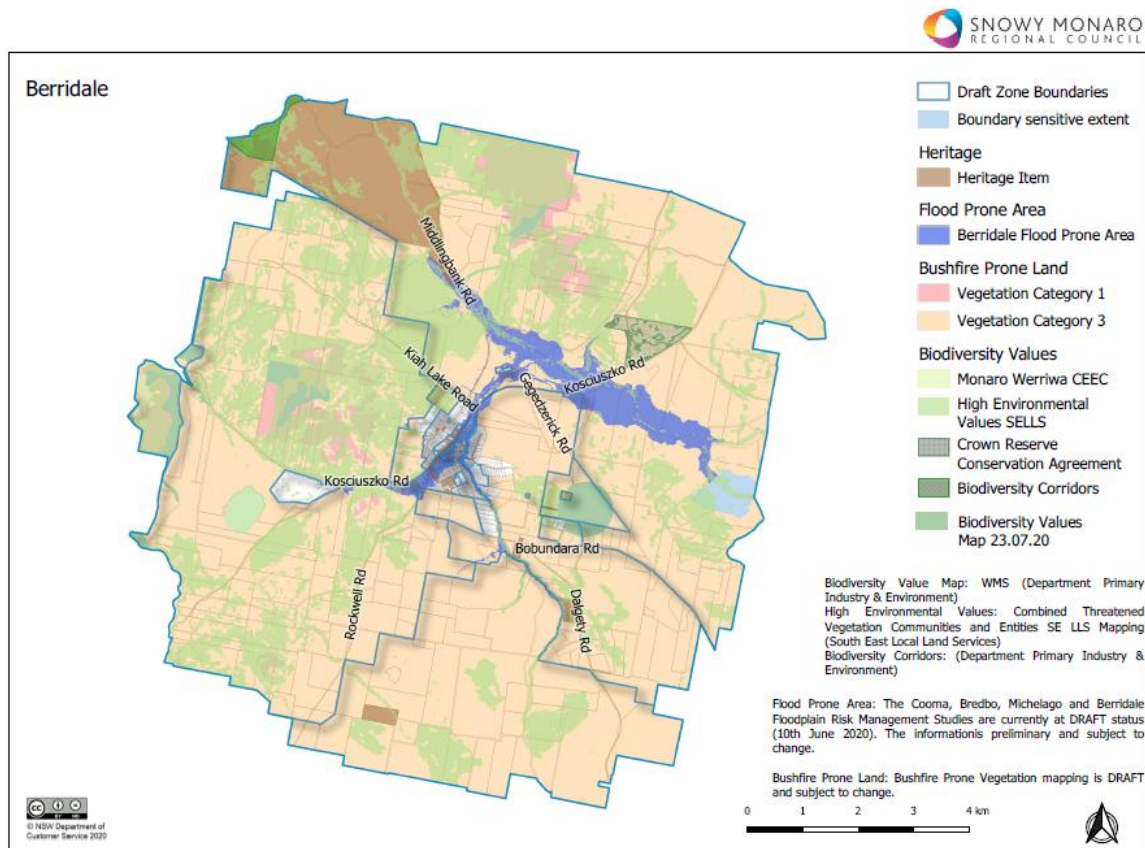 SNOWY MONARO
REGIONAL COUNCIL
Berridale
Draft Zone Boundaries
Boundary sensitive extent
Heritage
Heritage Item
Flood Prone Area
Berridale Flood Prone Area
Bushfire Prone Land
Vegetation Category 1
Vegetation Category 3
Biodiversity Values
Monaro Werriwa CEEC
High Environmental
Values SELLS
Crown Reserve
Conservation Agreement
Biodiversity Corridors
Biodiversity Values
Map 23.07.20
Middlingbank Rd
Kiah Lake Road
Gegedzerick Rd
Kosciuszko Rd
Kosciuszko Rd
Bobundara Rd
Rockwell Rd
Dalgety Rd
Biodiversity Value Map: WMS (Department Primary
Industry & Environment)
High Environmental Values: Combined Threatened
Vegetation Communities and Entities SE LLS Mapping
(South East Local Land Services)
Biodiversity Corridors: (Department Primary Industry &
Environment)
Flood Prone Area: The Cooma, Bredbo, Michelago and Berridale
Floodplain Risk Management Studies are currently at DRAFT status
(10th June 2020). The informationis preliminary and subject to
change.
Bushfire Prone Land: Bushfire Prone Vegetation mapping is DRAFT
and subject to change.
0 1 2 3 4 km
cc
BY
© NSW Department of
Customer Service 2020